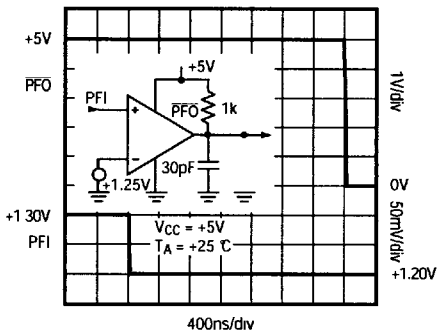 +5V
PFO
+5V
PFI
PFO
1k
1V/div
30pF
+1.25V
0V
+1 30V
PFI
VCC = +5V
TA = +25 ℃
50mV/div
+1.20V
400ns/div